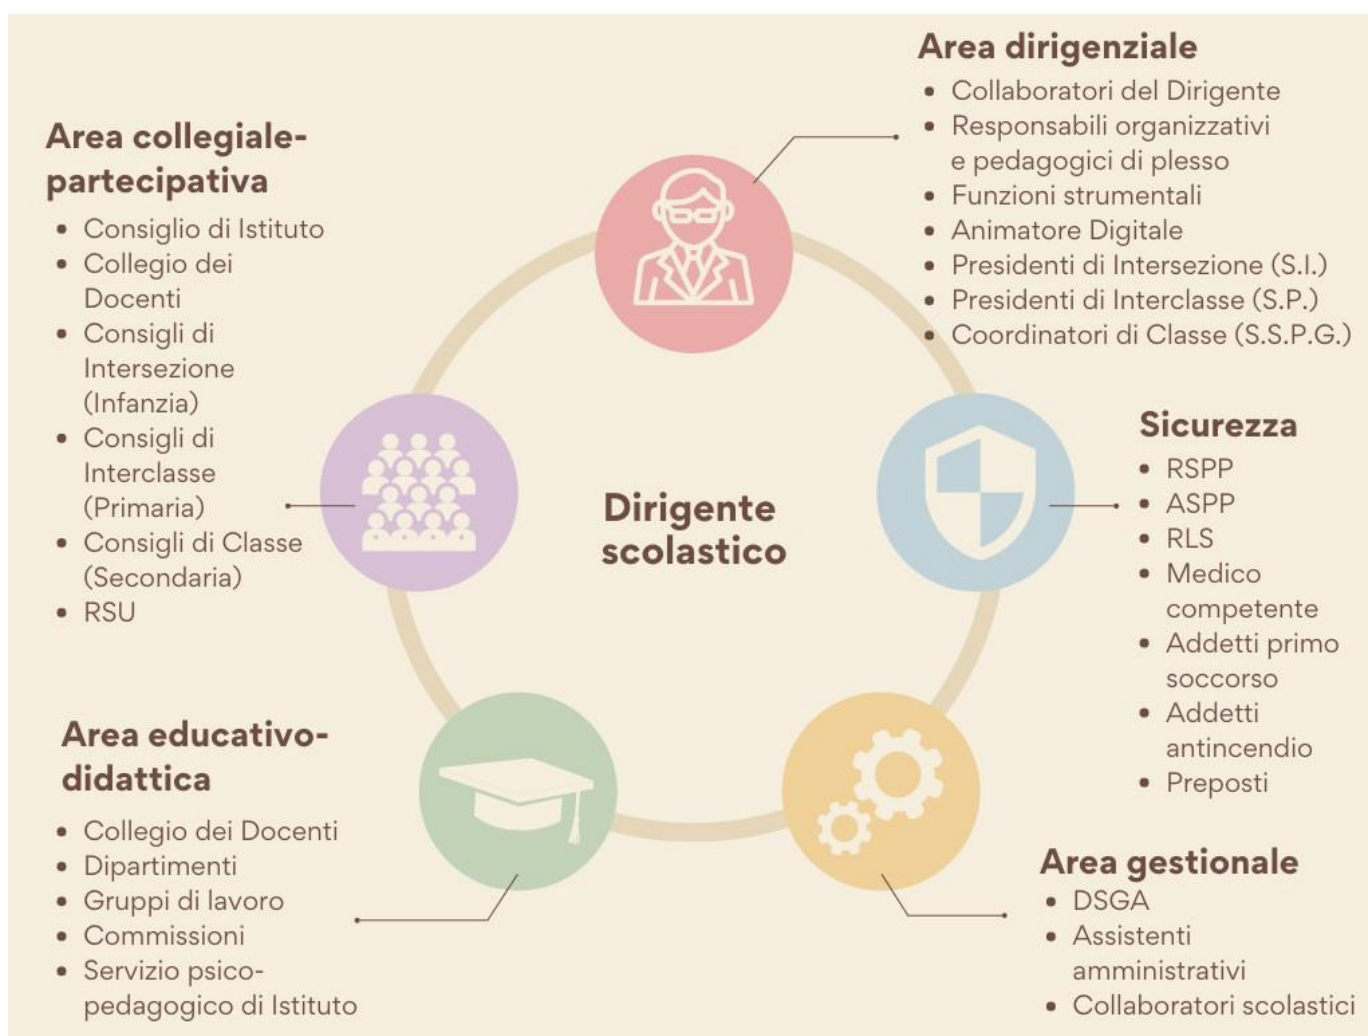 Area dirigenziale
• Collaboratori del Dirigente
• Responsabili organizzativi
e pedagogici di plesso
• Funzioni strumentali
• Animatore Digitale
• Presidenti di Intersezione (S.I.)
• Presidenti di Interclasse (S.P.)
• Coordinatori di Classe (S.S.P.G.)
Area collegiale-
partecipativa
• Consiglio di Istituto
• Collegio dei
Docenti
• Consigli di
Intersezione
(Infanzia)
• Consigli di
Interclasse
(Primaria)
• Consigli di Classe
(Secondaria)
• RSU
Dirigente
scolastico
Sicurezza
• RSPP
• ASPP
• RLS
• Medico
competente
• Addetti primo
soccorso
• Addetti
antincendio
• Preposti
Area educativo-
didattica
• Collegio dei Docenti
• Dipartimenti
• Gruppi di lavoro
• Commissioni
• Servizio psico-
pedagogico di Istituto
Area gestionale
• DSGA
• Assistenti
amministrativi
• Collaboratori scolastici